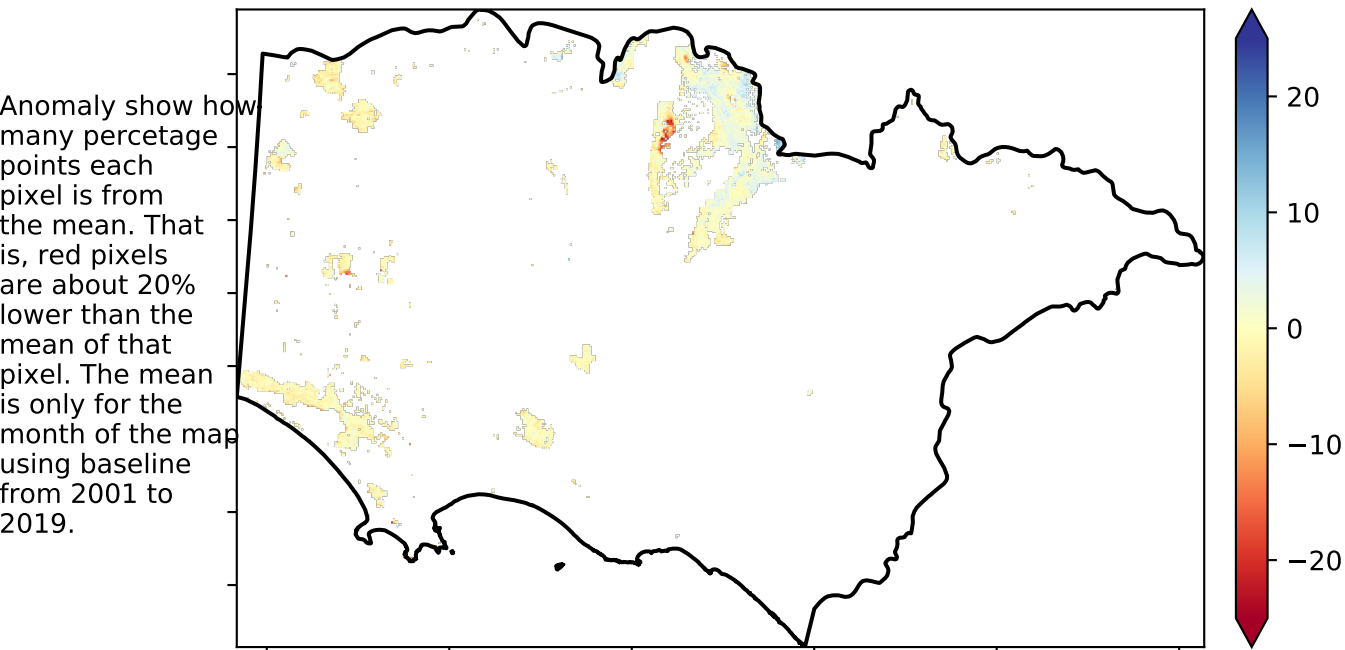 Anomaly show how
many percetage
points each
pixel is from
the mean. That
is, red pixels
are about 20%
lower than the
mean of that
pixel. The mean
is only for the
month of the map
using baseline
from 2001 to
2019.
20
10
0
−10
−20